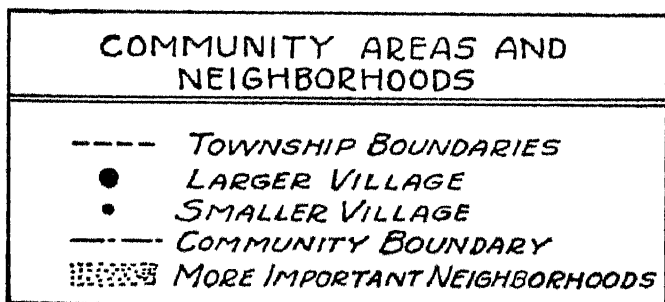 COMMUNITY AREAS AND
NEIGHBORHOODS
TOWNSHIP BOUNDARIES
LARGER VILLAGE
SMALLER VILLAGE
COMMUNITY BOUNDARY
MORE IMPORTANT NEIGHBORHOODS